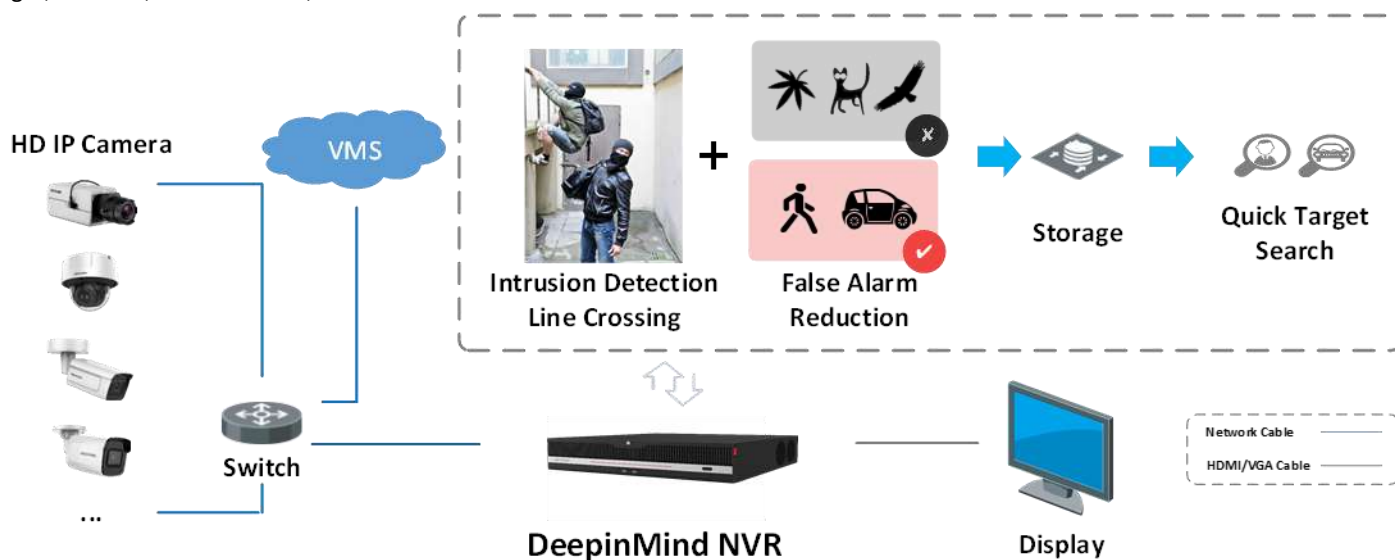 HD IP Camera
VMS
Intrusion Detection
Line Crossing
+
False Alarm
Reduction
Storage
Quick Target
Search
Switch
...
DeepinMind NVR
Display
Network Cable
HDMI/VGA Cable